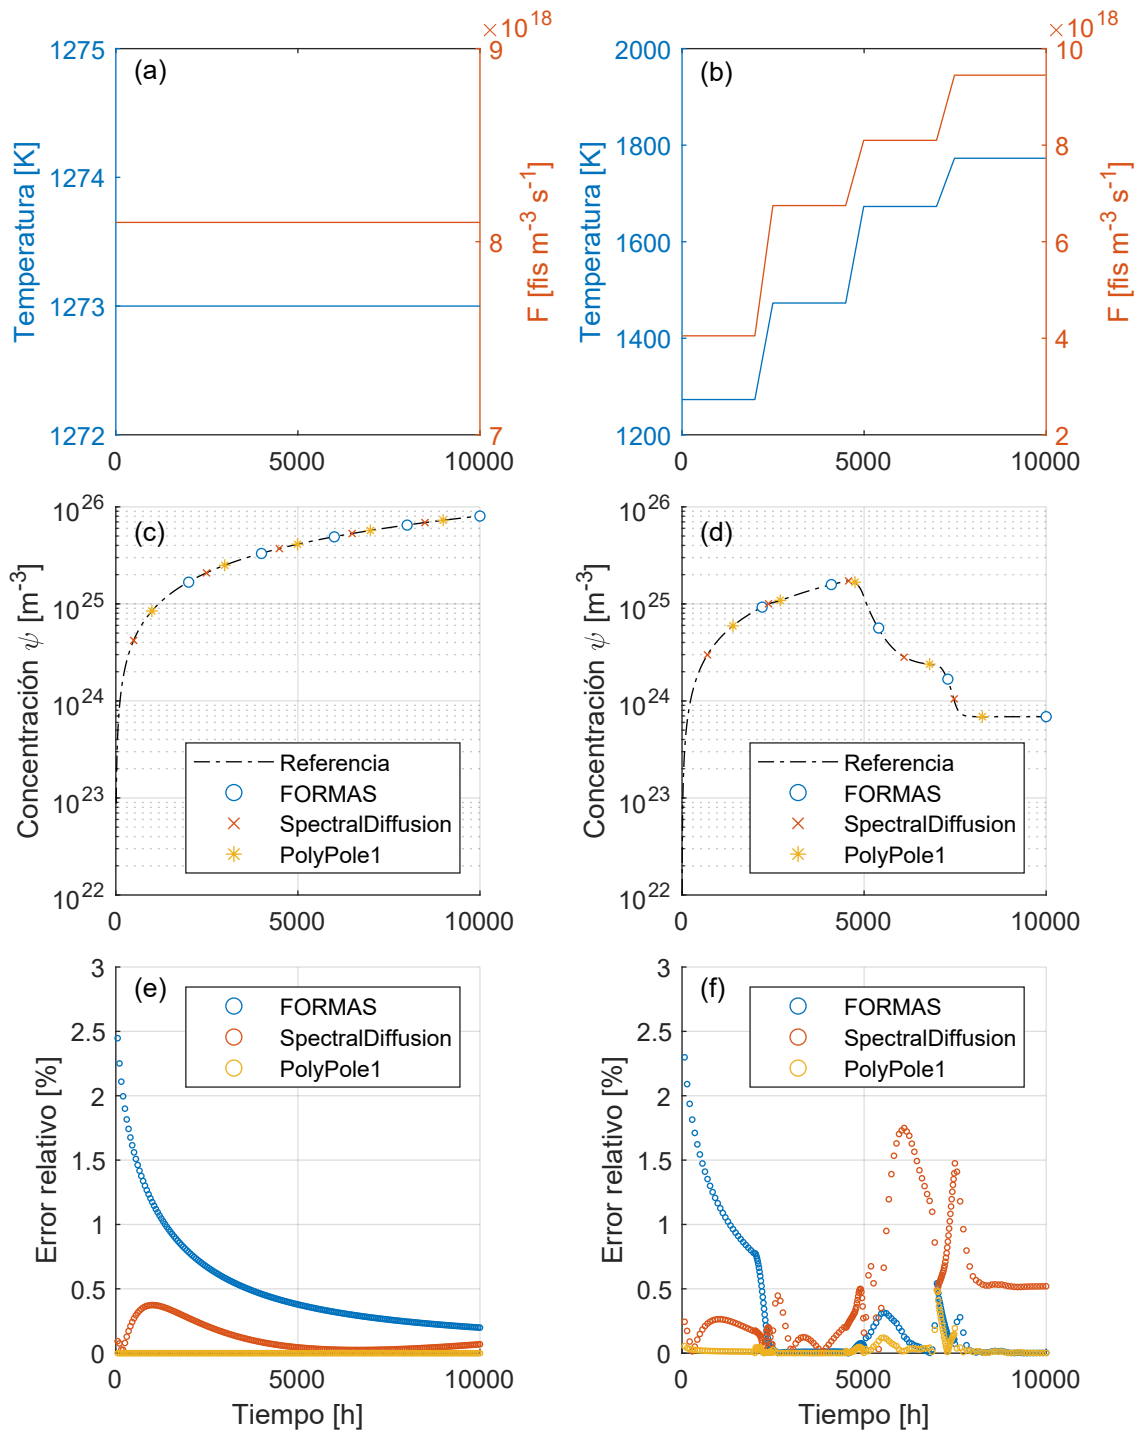 (a)
Temperatura [K]
1275
1274
1273
1272
×10^18
9
8
7
F [fis m^-3 s^-1]
0 5000 10000
(b)
Temperatura [K]
2000
1800
1600
1400
1200
×10^18
10
8
6
4
2
F [fis m^-3 s^-1]
0 5000 10000
(c)
Concentración ψ [m^-3]
10^26
10^25
10^24
10^23
10^22
Referencia
FORMAS
SpectralDiffusion
PolyPole1
0 5000 10000
(d)
Concentración ψ [m^-3]
10^26
10^25
10^24
10^23
10^22
Referencia
FORMAS
SpectralDiffusion
PolyPole1
0 5000 10000
(e)
Error relativo [%]
3
2.5
2
1.5
1
0.5
0
FORMAS
SpectralDiffusion
PolyPole1
0 5000 10000
Tiempo [h]
(f)
Error relativo [%]
3
2.5
2
1.5
1
0.5
0
FORMAS
SpectralDiffusion
PolyPole1
0 5000 10000
Tiempo [h]